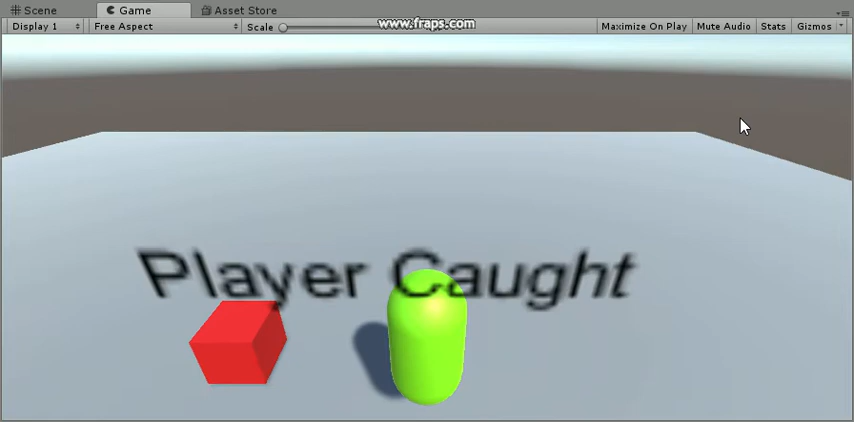 Scene Game Asset Store
Display 1 Free Aspect Scale www.fraps.com Maximize On Play Mute Audio Stats Gizmos
Player Caught